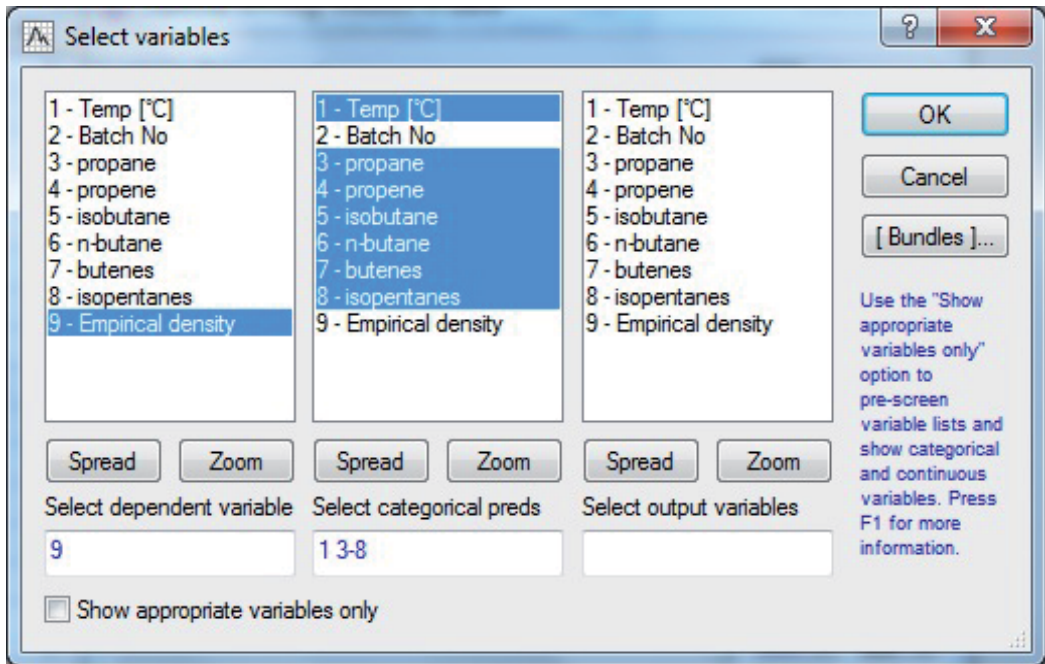 Select variables
?
X
1 - Temp [°C]
2 - Batch No
3 - propane
4 - propene
5 - isobutane
6 - n-butane
7 - butenes
8 - isopentanes
9 - Empirical density
1 - Temp [°C]
2 - Batch No
3 - propane
4 - propene
5 - isobutane
6 - n-butane
7 - butenes
8 - isopentanes
9 - Empirical density
1 - Temp [°C]
2 - Batch No
3 - propane
4 - propene
5 - isobutane
6 - n-butane
7 - butenes
8 - isopentanes
9 - Empirical density
OK
Cancel
[ Bundles ]...
Use the "Show
appropriate
variables only"
option to
pre-screen
variable lists and
show categorical
and continuous
variables. Press
F1 for more
information.
Spread Zoom
Spread Zoom
Spread Zoom
Select dependent variable
Select categorical preds
Select output variables
9
1 3-8
Show appropriate variables only